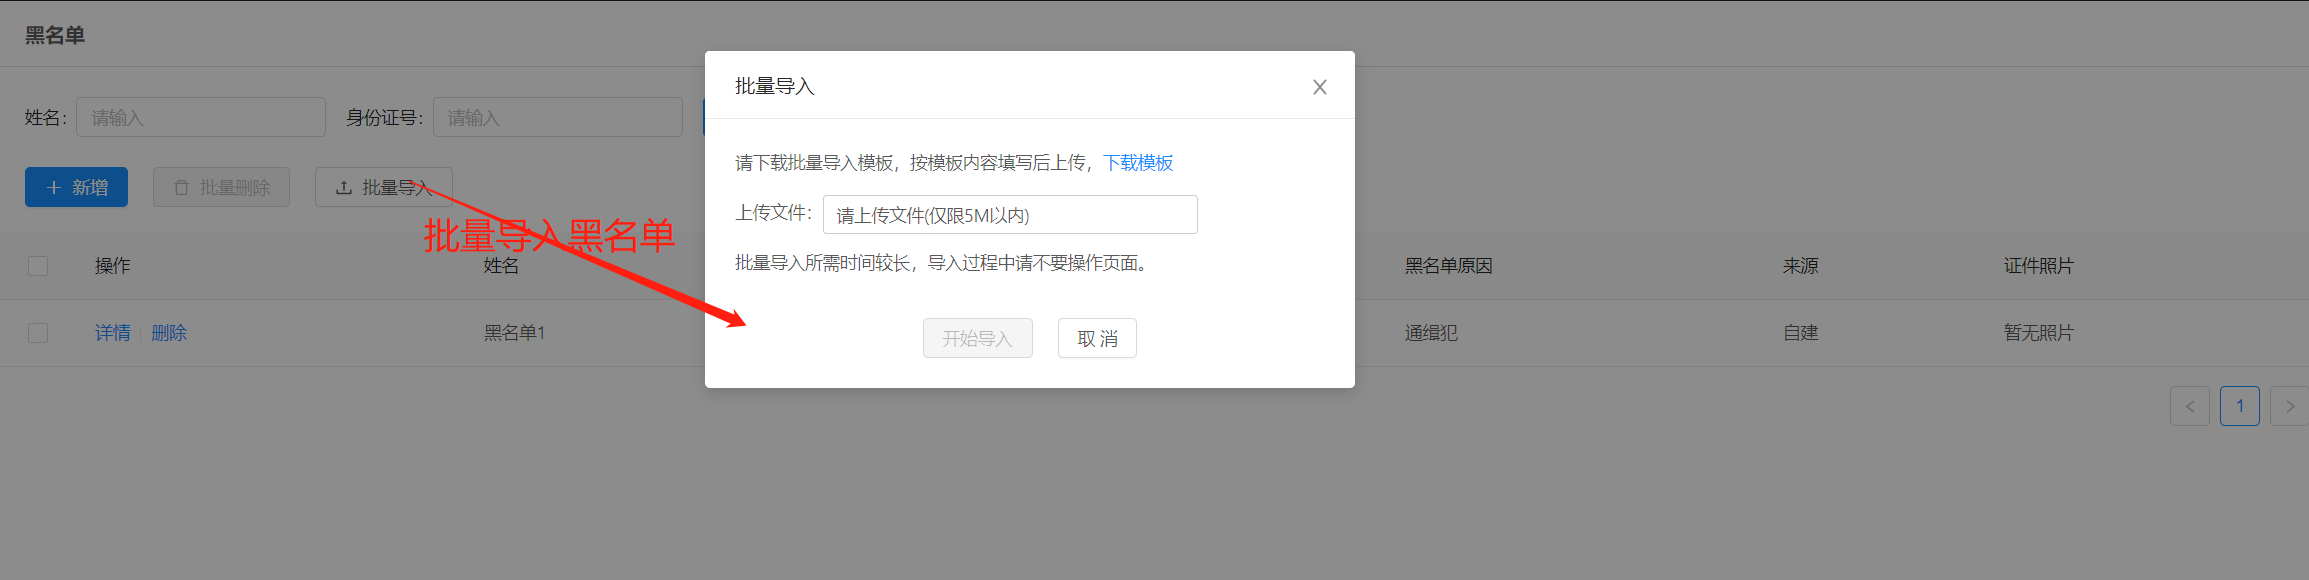 黑名单
姓名: 请输入 身份证号: 请输入
新增 批量删除 批量导入
批量导入黑名单
操作 姓名 黑名单原因 来源 证件照片
详情 删除 黑名单1 通缉犯 自建 暂无照片
< 1 >
批量导入
请下载批量导入模板，按模板内容填写后上传，下载模板
上传文件: 请上传文件(仅限5M以内)
批量导入所需时间较长，导入过程中请不要操作页面。
开始导入 取 消